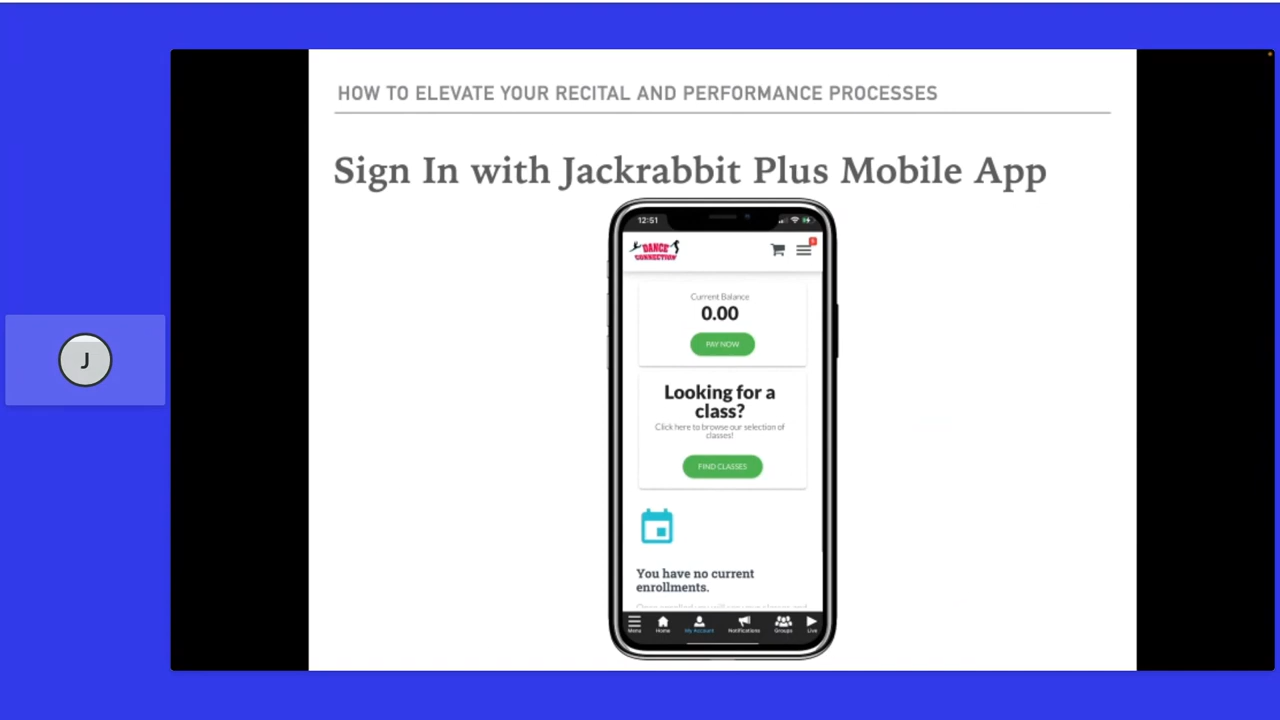 HOW TO ELEVATE YOUR RECITAL AND PERFORMANCE PROCESSES
Sign In with Jackrabbit Plus Mobile App
12:51
DANCE
CONNECTION
Current Balance
0.00
PAY NOW
Looking for a
class?
Click here to browse our selection of
classes!
FIND CLASSES
You have no current
enrollments.
Menu Home My Account Notifications Groups Live
J